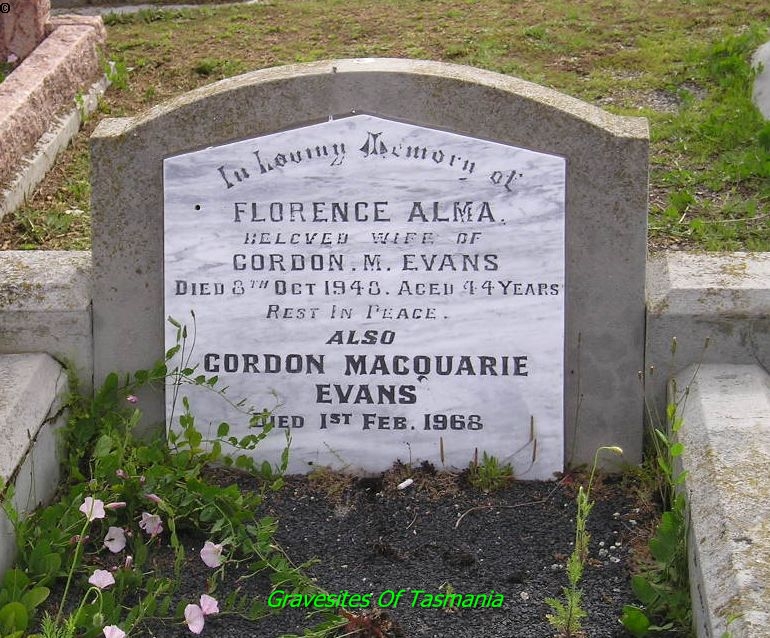 ©
In Loving Memory of
FLORENCE ALMA.
BELOVED WIFE OF
GORDON. M. EVANS
DIED 8TH OCT 1948. AGED 44 YEARS
REST IN PEACE.
ALSO
GORDON MACQUARIE
EVANS
DIED 1ST FEB. 1968
Gravesites Of Tasmania